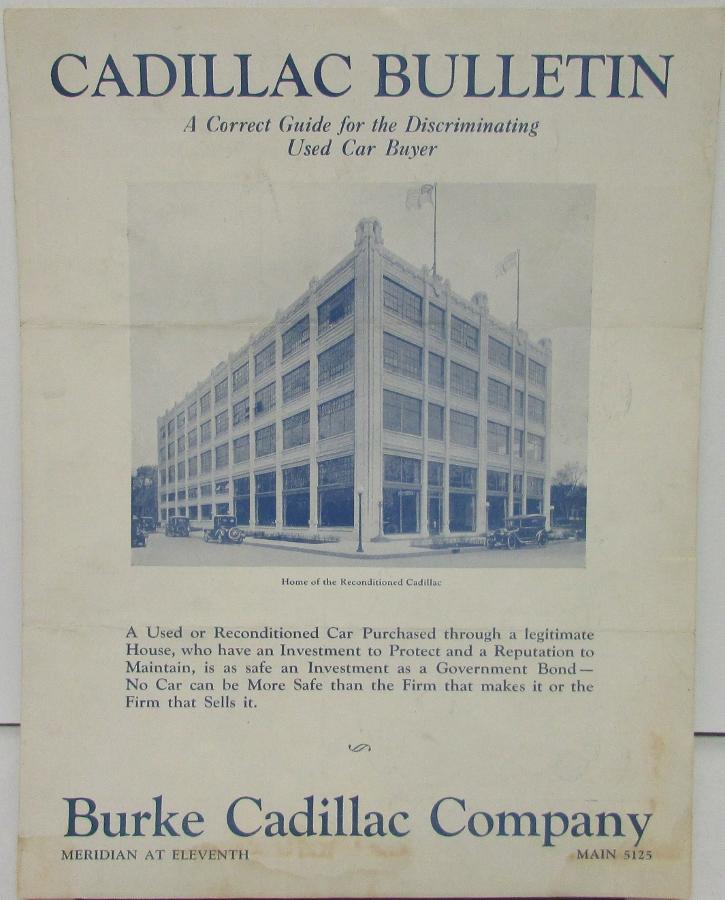 CADILLAC BULLETIN
A Correct Guide for the Discriminating
Used Car Buyer
Home of the Reconditioned Cadillac
A Used or Reconditioned Car Purchased through a legitimate
House, who have an Investment to Protect and a Reputation to
Maintain, is as safe an Investment as a Government Bond—
No Car can be More Safe than the Firm that makes it or the
Firm that Sells it.
Burke Cadillac Company
MERIDIAN AT ELEVENTH MAIN 5125